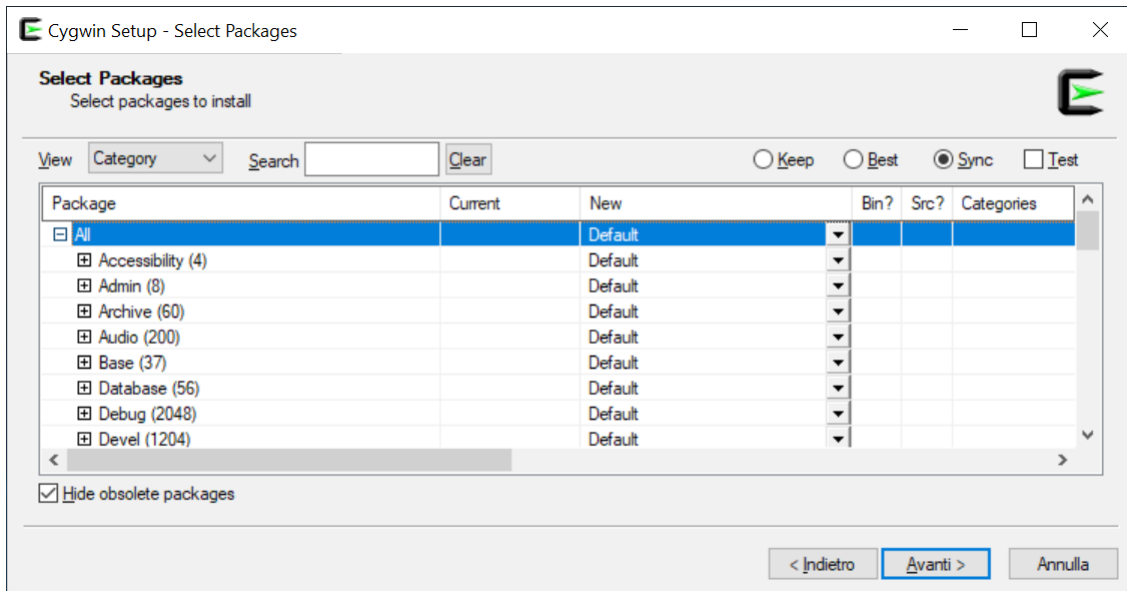 Cygwin Setup - Select Packages
Select Packages
Select packages to install
View Category Search Clear Keep Best Sync Test
Package Current New Bin? Src? Categories
All Default
Accessibility (4) Default
Admin (8) Default
Archive (60) Default
Audio (200) Default
Base (37) Default
Database (56) Default
Debug (2048) Default
Devel (1204) Default
Hide obsolete packages
< Indietro Avanti > Annulla